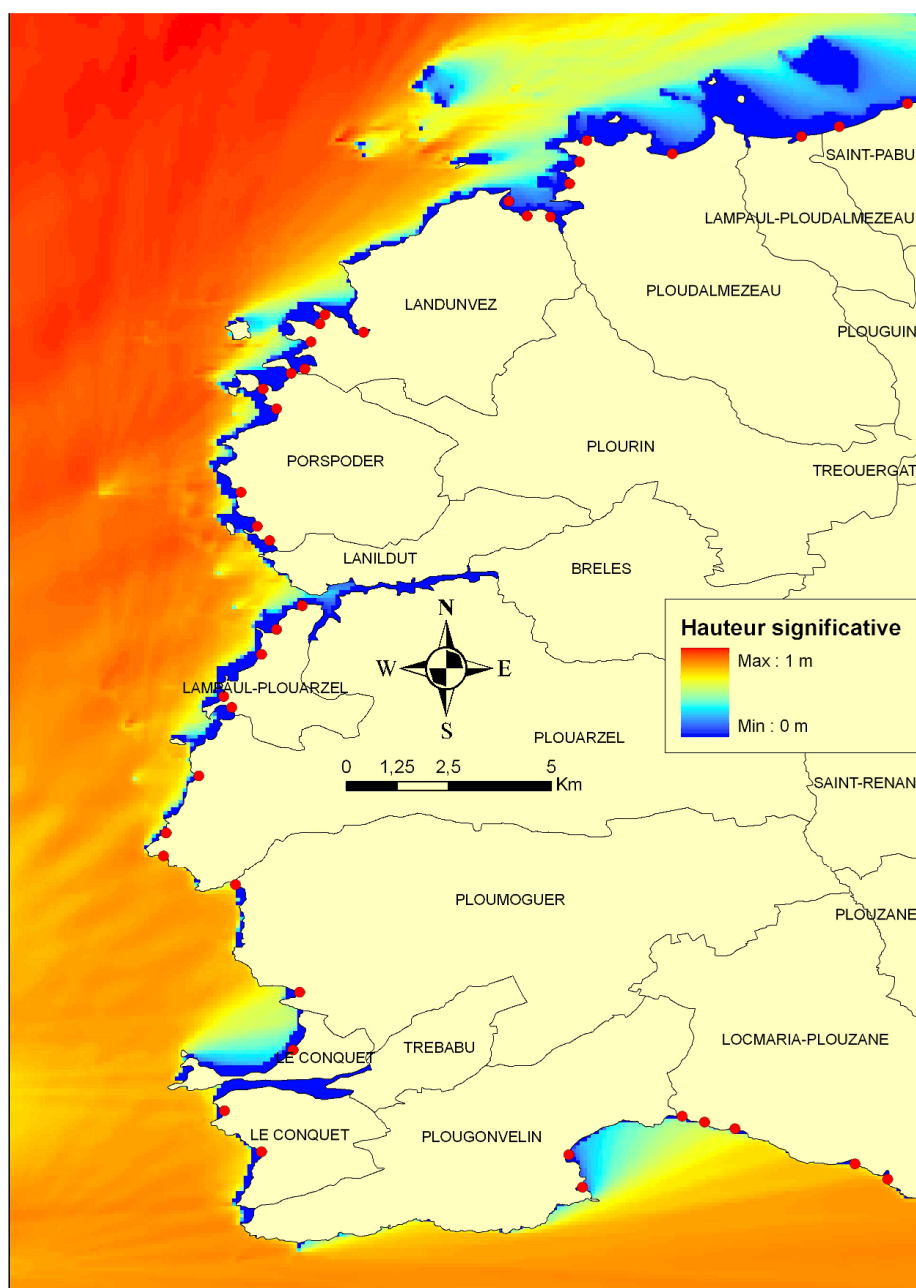 SAINT-PABU
LAMPAUL-PLOUDALMEZEAU
LANDUNVEZ
PLOUDALMEZEAU
PLOUGUIN
PORSPODER
PLOURIN
TREOUERGAT
LANILDUT
BRELES
Hauteur significative
Max : 1 m
Min : 0 m
N
W
E
S
LAMPAUL-PLOUARZEL
PLOUARZEL
0 1,25 2,5 5
Km
SAINT-RENAN
PLOUMOGUER
PLOUZANE
LOCMARIA-PLOUZANE
TREBABU
LE CONQUET
LE CONQUET
PLOUGONVELIN